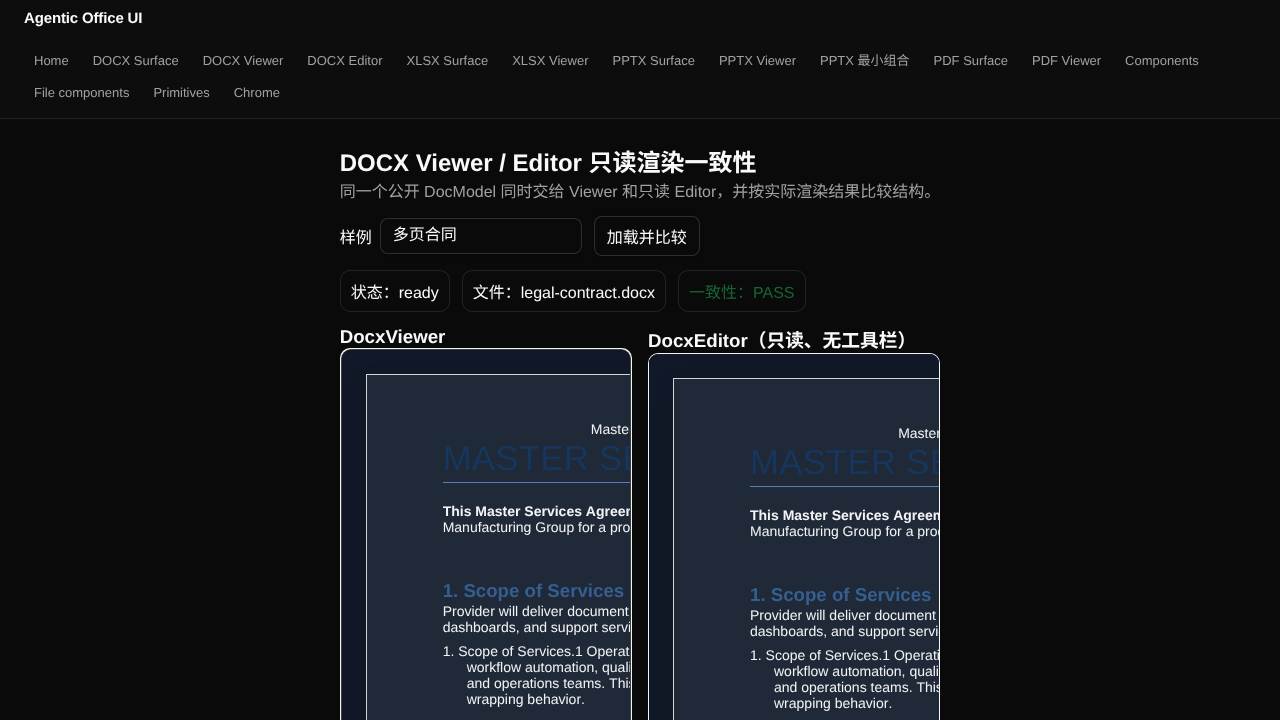 Agentic Office UI
Home DOCX Surface DOCX Viewer DOCX Editor XLSX Surface XLSX Viewer PPTX Surface PPTX Viewer PPTX 最小组合 PDF Surface PDF Viewer Components
File components Primitives Chrome
DOCX Viewer / Editor 只读渲染一致性
同一个公开 DocModel 同时交给 Viewer 和只读 Editor，并按实际渲染结果比较结构。
样例 多页合同 加载并比较
状态：ready 文件：legal-contract.docx 一致性：PASS
DocxViewer
Maste
MASTER SE
This Master Services Agreer
Manufacturing Group for a pro
1. Scope of Services
Provider will deliver document
dashboards, and support servi
1. Scope of Services.1 Operat
workflow automation, quali
and operations teams. This
wrapping behavior.
DocxEditor（只读、无工具栏）
Master
MASTER SE
This Master Services Agreem
Manufacturing Group for a prod
1. Scope of Services
Provider will deliver document
dashboards, and support servi
1. Scope of Services.1 Operati
workflow automation, quali
and operations teams. This
wrapping behavior.